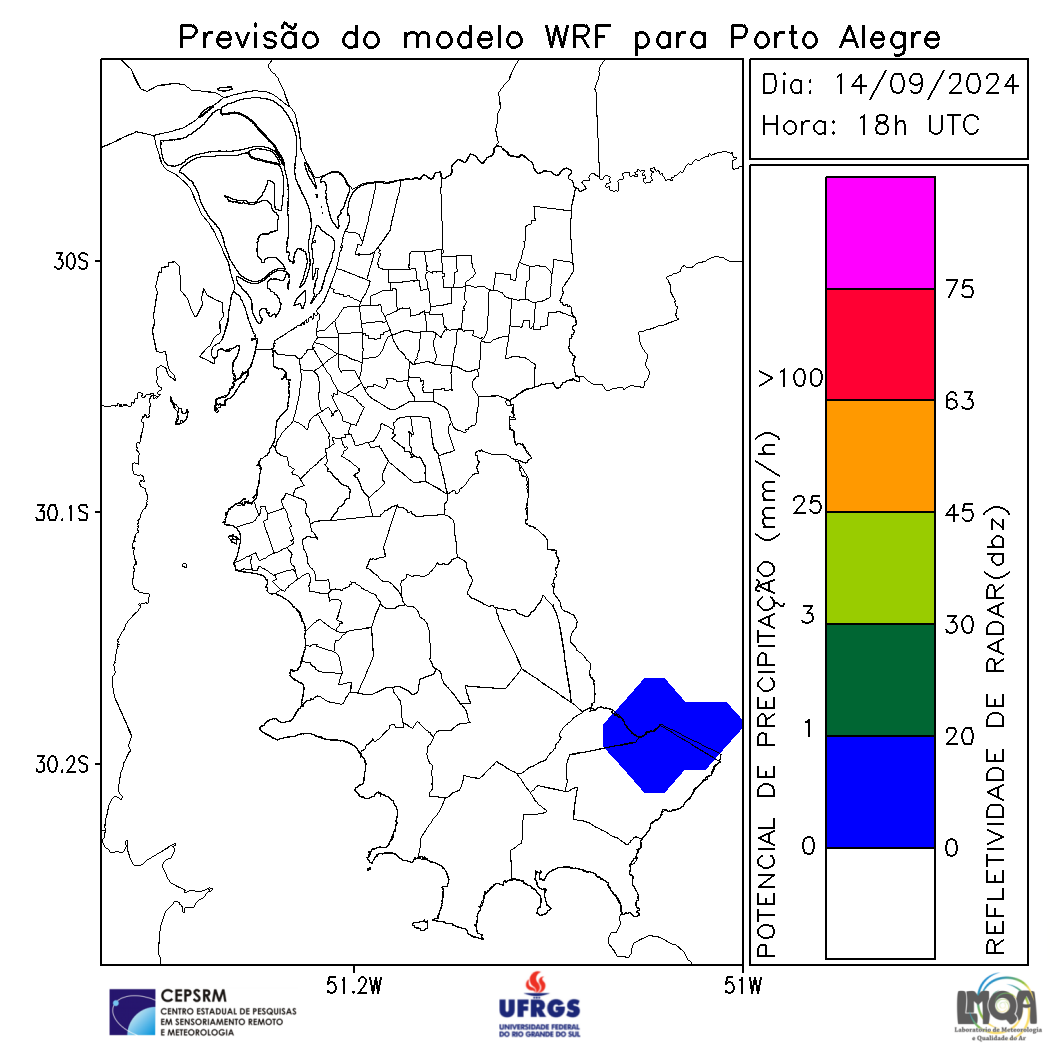 Previsão do modelo WRF para Porto Alegre
Dia: 14/09/2024
Hora: 18h UTC
30S
30.1S
30.2S
51.2W
51W
POTENCIAL DE PRECIPITAÇÃO (mm/h)
>100
25
3
1
0
75
63
45
30
20
0
REFLETIVIDADE DE RADAR(dbz)
CEPSRM
CENTRO ESTADUAL DE PESQUISAS
EM SENSORIAMENTO REMOTO
E METEOROLOGIA
UFRGS
UNIVERSIDADE FEDERAL
DO RIO GRANDE DO SUL
LMQA
Laboratório de Meteorologia
e Qualidade do Ar